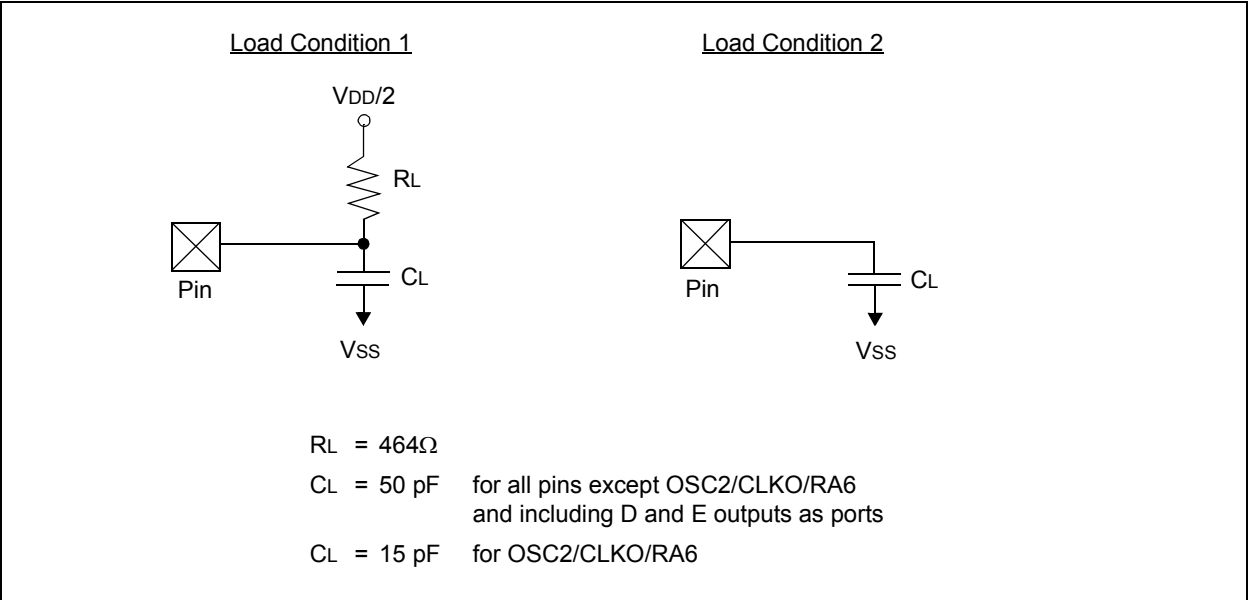 Load Condition 1
Load Condition 2
VDD/2
RL
Pin
CL
VSS
Pin
CL
VSS
RL = 464Ω
CL = 50 pF for all pins except OSC2/CLKO/RA6
and including D and E outputs as ports
CL = 15 pF for OSC2/CLKO/RA6